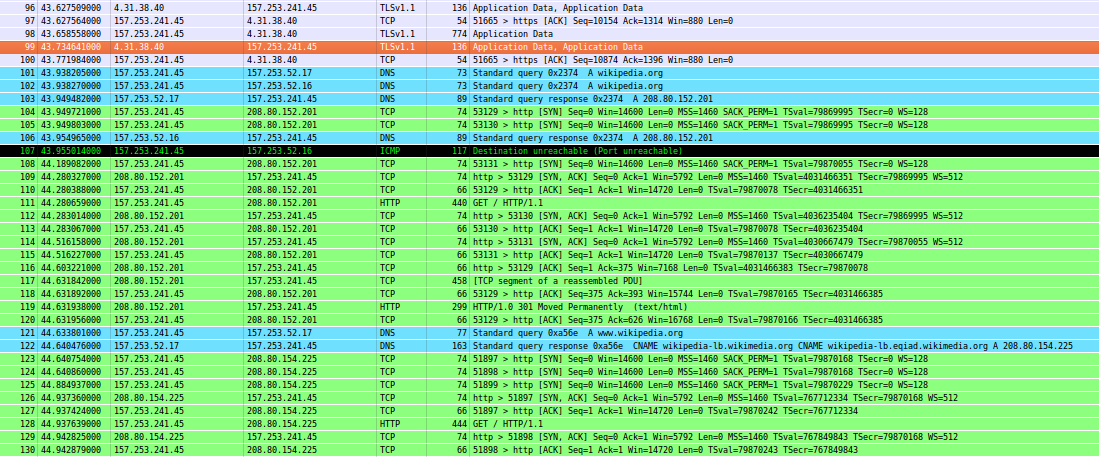 96 43.627509000 4.31.38.40 157.253.241.45 TLSv1.1 136 Application Data, Application Data
97 43.627564000 157.253.241.45 4.31.38.40 TCP 54 51665 > https [ACK] Seq=10154 Ack=1314 Win=880 Len=0
98 43.658558000 157.253.241.45 4.31.38.40 TLSv1.1 774 Application Data
99 43.734641000 4.31.38.40 157.253.241.45 TLSv1.1 136 Application Data, Application Data
100 43.771984000 157.253.241.45 4.31.38.40 TCP 54 51665 > https [ACK] Seq=10874 Ack=1396 Win=880 Len=0
101 43.938205000 157.253.241.45 157.253.52.17 DNS 73 Standard query 0x2374 A wikipedia.org
102 43.938270000 157.253.241.45 157.253.52.16 DNS 73 Standard query 0x2374 A wikipedia.org
103 43.949482000 157.253.52.17 157.253.241.45 DNS 89 Standard query response 0x2374 A 208.80.152.201
104 43.949721000 157.253.241.45 208.80.152.201 TCP 74 53129 > http [SYN] Seq=0 Win=14600 Len=0 MSS=1460 SACK_PERM=1 TSval=79869995 TSecr=0 WS=128
105 43.949803000 157.253.241.45 208.80.152.201 TCP 74 53130 > http [SYN] Seq=0 Win=14600 Len=0 MSS=1460 SACK_PERM=1 TSval=79869995 TSecr=0 WS=128
106 43.954965000 157.253.52.16 157.253.241.45 DNS 89 Standard query response 0x2374 A 208.80.152.201
107 43.955014000 157.253.241.45 157.253.52.16 ICMP 117 Destination unreachable (Port unreachable)
108 44.189082000 157.253.241.45 208.80.152.201 TCP 74 53131 > http [SYN] Seq=0 Win=14600 Len=0 MSS=1460 SACK_PERM=1 TSval=79870055 TSecr=0 WS=128
109 44.280327000 208.80.152.201 157.253.241.45 TCP 74 http > 53129 [SYN, ACK] Seq=0 Ack=1 Win=5792 Len=0 MSS=1460 TSval=4031466351 TSecr=79869995 WS=512
110 44.280388000 157.253.241.45 208.80.152.201 TCP 66 53129 > http [ACK] Seq=1 Ack=1 Win=14720 Len=0 TSval=79870078 TSecr=4031466351
111 44.280659000 157.253.241.45 208.80.152.201 HTTP 440 GET / HTTP/1.1
112 44.283014000 208.80.152.201 157.253.241.45 TCP 74 http > 53130 [SYN, ACK] Seq=0 Ack=1 Win=5792 Len=0 MSS=1460 TSval=4036235404 TSecr=79869995 WS=512
113 44.283067000 157.253.241.45 208.80.152.201 TCP 66 53130 > http [ACK] Seq=1 Ack=1 Win=14720 Len=0 TSval=79870078 TSecr=4036235404
114 44.516158000 208.80.152.201 157.253.241.45 TCP 74 http > 53131 [SYN, ACK] Seq=0 Ack=1 Win=5792 Len=0 MSS=1460 TSval=4030667479 TSecr=79870055 WS=512
115 44.516227000 157.253.241.45 208.80.152.201 TCP 66 53131 > http [ACK] Seq=1 Ack=1 Win=14720 Len=0 TSval=79870137 TSecr=4030667479
116 44.603221000 208.80.152.201 157.253.241.45 TCP 66 http > 53129 [ACK] Seq=1 Ack=375 Win=7168 Len=0 TSval=4031466383 TSecr=79870078
117 44.631842000 208.80.152.201 157.253.241.45 TCP 458 [TCP segment of a reassembled PDU]
118 44.631892000 157.253.241.45 208.80.152.201 TCP 66 53129 > http [ACK] Seq=375 Ack=393 Win=15744 Len=0 TSval=79870165 TSecr=4031466385
119 44.631938000 208.80.152.201 157.253.241.45 HTTP 299 HTTP/1.0 301 Moved Permanently (text/html)
120 44.631956000 157.253.241.45 208.80.152.201 TCP 66 53129 > http [ACK] Seq=375 Ack=626 Win=16768 Len=0 TSval=79870166 TSecr=4031466385
121 44.633801000 157.253.241.45 157.253.52.17 DNS 77 Standard query 0xa56e A www.wikipedia.org
122 44.640476000 157.253.52.17 157.253.241.45 DNS 163 Standard query response 0xa56e CNAME wikipedia-lb.wikimedia.org CNAME wikipedia-lb.eqiad.wikimedia.org A 208.80.154.225
123 44.640754000 157.253.241.45 208.80.154.225 TCP 74 51897 > http [SYN] Seq=0 Win=14600 Len=0 MSS=1460 SACK_PERM=1 TSval=79870168 TSecr=0 WS=128
124 44.640860000 157.253.241.45 208.80.154.225 TCP 74 51898 > http [SYN] Seq=0 Win=14600 Len=0 MSS=1460 SACK_PERM=1 TSval=79870168 TSecr=0 WS=128
125 44.884937000 157.253.241.45 208.80.154.225 TCP 74 51899 > http [SYN] Seq=0 Win=14600 Len=0 MSS=1460 SACK_PERM=1 TSval=79870229 TSecr=0 WS=128
126 44.937360000 208.80.154.225 157.253.241.45 TCP 74 http > 51897 [SYN, ACK] Seq=0 Ack=1 Win=5792 Len=0 MSS=1460 TSval=767712334 TSecr=79870168 WS=512
127 44.937424000 157.253.241.45 208.80.154.225 TCP 66 51897 > http [ACK] Seq=1 Ack=1 Win=14720 Len=0 TSval=79870242 TSecr=767712334
128 44.937639000 157.253.241.45 208.80.154.225 HTTP 444 GET / HTTP/1.1
129 44.942825000 208.80.154.225 157.253.241.45 TCP 74 http > 51898 [SYN, ACK] Seq=0 Ack=1 Win=5792 Len=0 MSS=1460 TSval=767849843 TSecr=79870168 WS=512
130 44.942879000 157.253.241.45 208.80.154.225 TCP 66 51898 > http [ACK] Seq=1 Ack=1 Win=14720 Len=0 TSval=79870243 TSecr=767849843